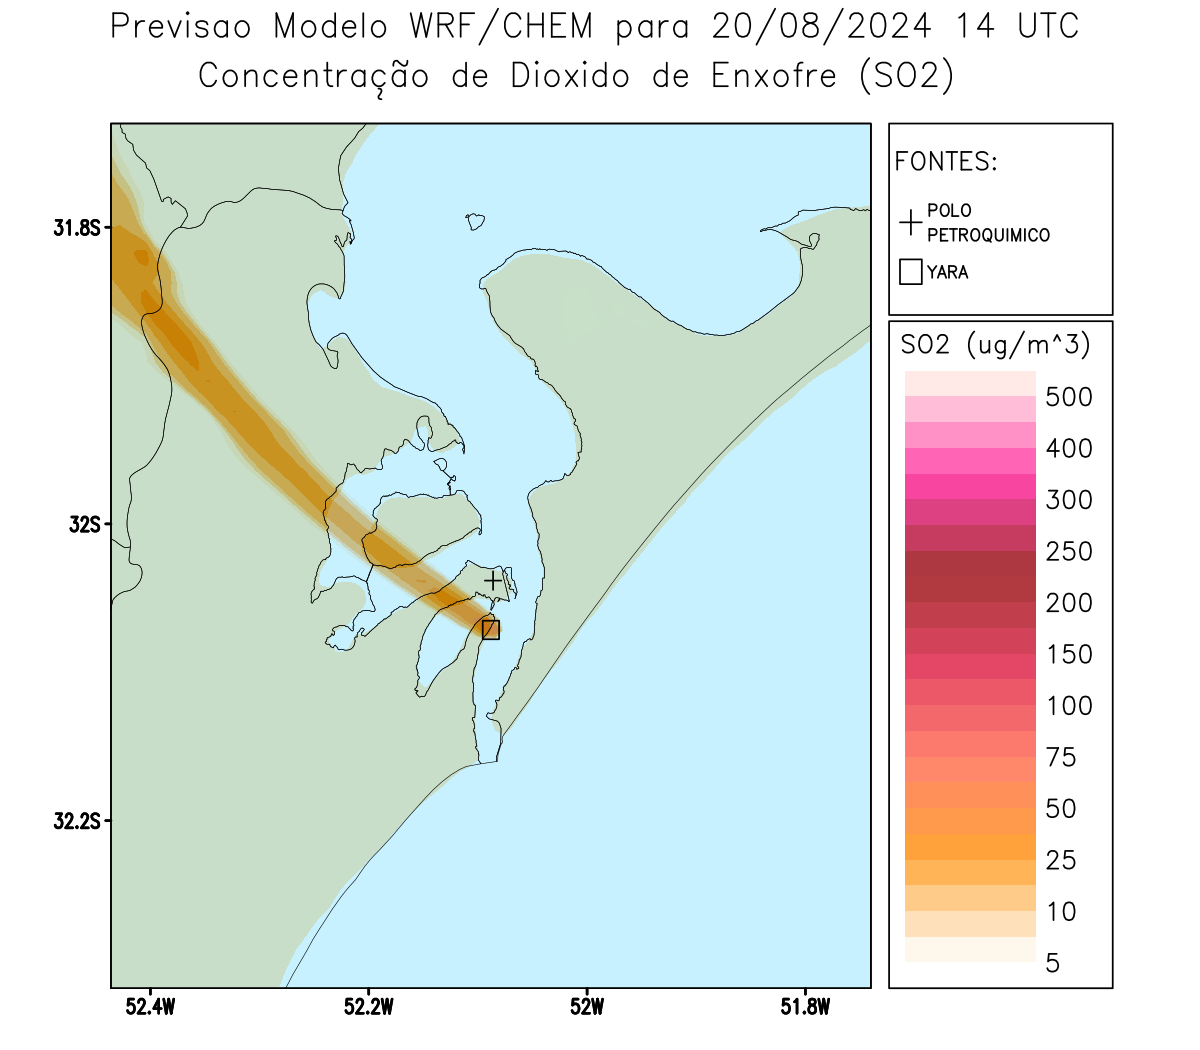 Previsao Modelo WRF/CHEM para 20/08/2024 14 UTC
Concentração de Dioxido de Enxofre (SO2)
FONTES:
POLO
PETROQUIMICO
YARA
SO2 (ug/m^3)
500
400
300
250
200
150
100
75
50
25
10
5
31.8S
32S
32.2S
52.4W
52.2W
52W
51.8W